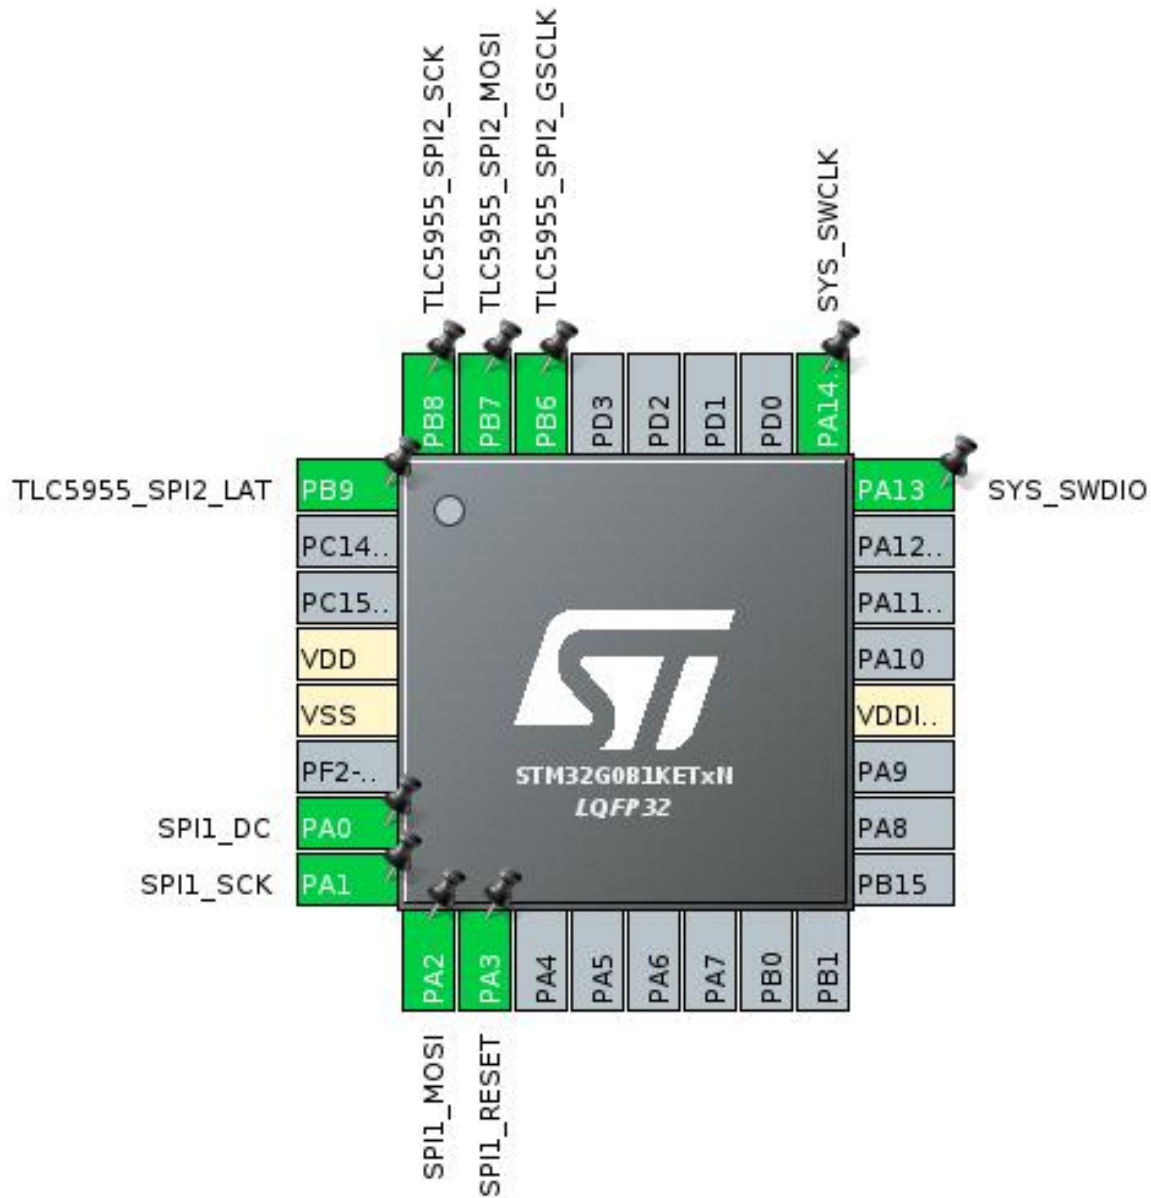 TLC5955_SPI2_SCK
TLC5955_SPI2_MOSI
TLC5955_SPI2_GSCLK
SYS_SWCLK
PB8
PB7
PB6
PD3
PD2
PD1
PD0
PA14..
TLC5955_SPI2_LAT
PB9
PC14..
PC15..
VDD
VSS
PF2-..
SPI1_DC
PA0
SPI1_SCK
PA1
PA13
SYS_SWDIO
PA12..
PA11..
PA10
VDDI..
PA9
PA8
PB15
STM32G0B1KETxN
LQFP32
PA2
PA3
PA4
PA5
PA6
PA7
PB0
PB1
SPI1_MOSI
SPI1_RESET